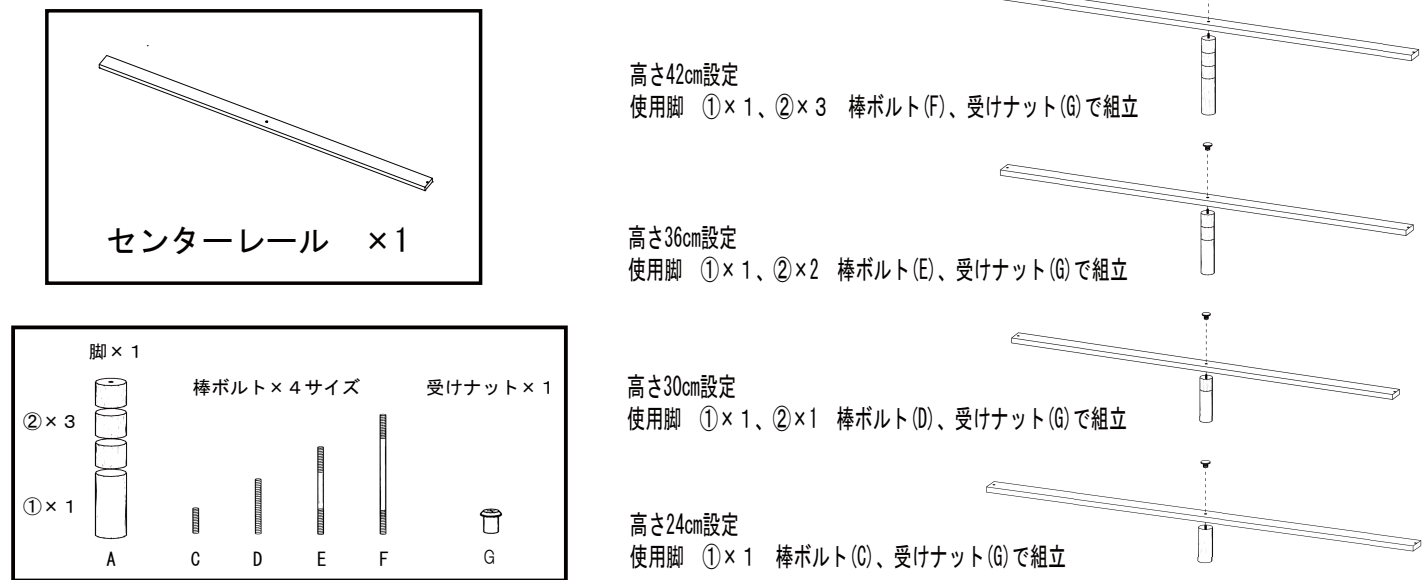 センターレール ×1
脚×１
棒ボルト×４サイズ
受けナット×１
②×３
①×１
A
C
D
E
F
G
高さ42cm設定
使用脚 ①×１、②×３ 棒ボルト(F)、受けナット(G)で組立
高さ36cm設定
使用脚 ①×１、②×2 棒ボルト(E)、受けナット(G)で組立
高さ30cm設定
使用脚 ①×１、②×1 棒ボルト(D)、受けナット(G)で組立
高さ24cm設定
使用脚 ①×１ 棒ボルト(C)、受けナット(G)で組立